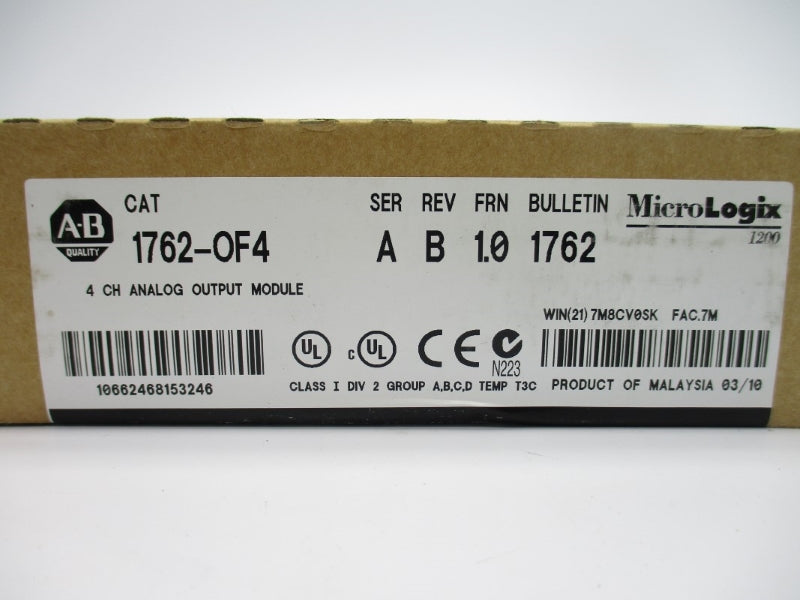 A-B
QUALITY
CAT
1762-OF4
SER REV FRN BULLETIN
A B 1.0 1762
MicroLogix
1200
4 CH ANALOG OUTPUT MODULE
WIN(21) 7M8CV0SK FAC.7M
10662468153246
UL
c UL
CE
N223
CLASS I DIV 2 GROUP A,B,C,D TEMP T3C
PRODUCT OF MALAYSIA 03/10